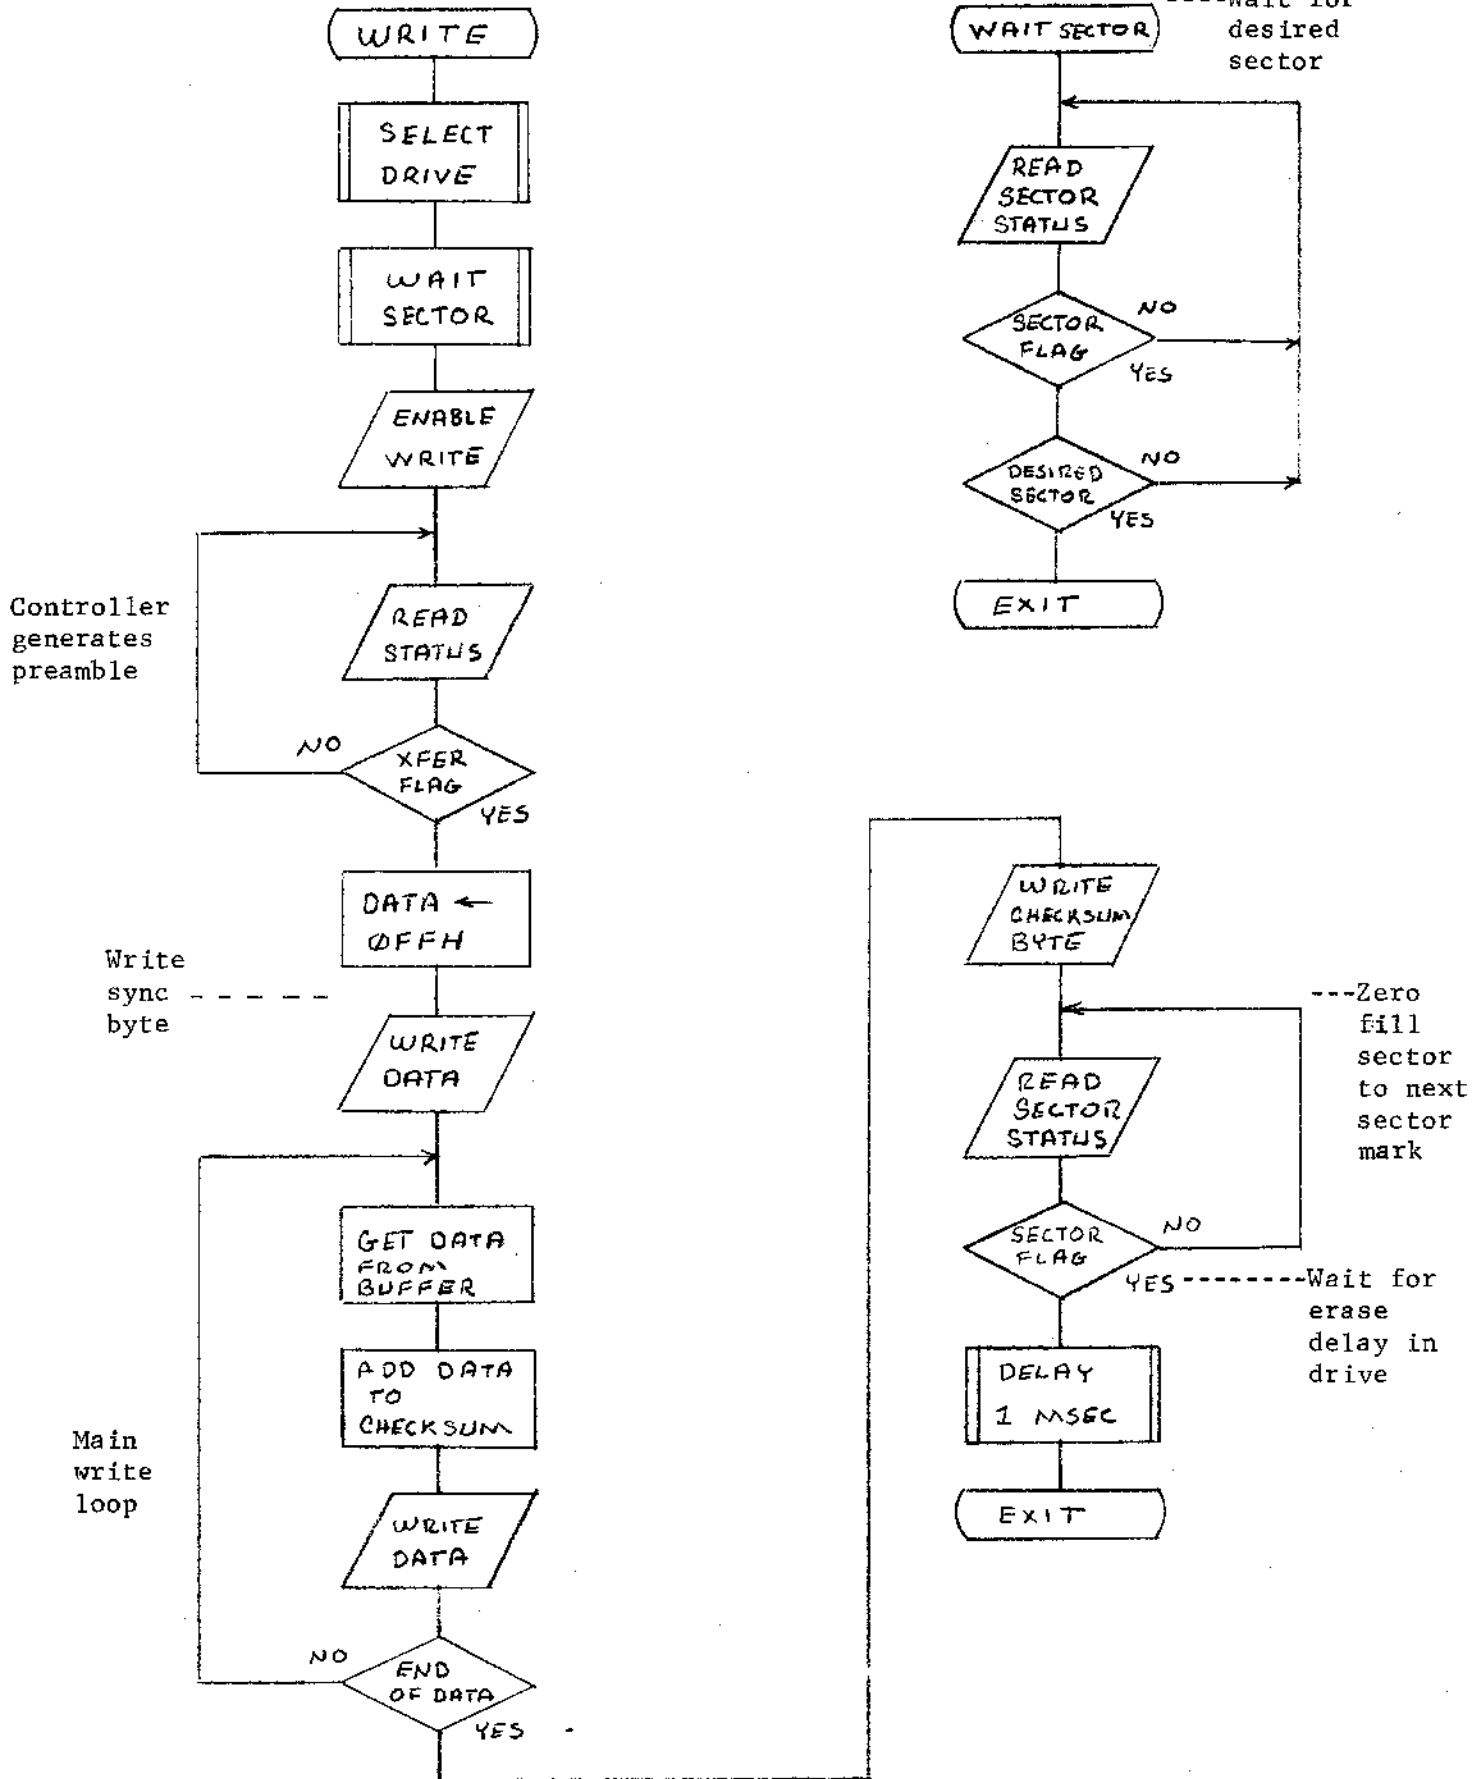 WRITE
SELECT
DRIVE
WAIT
SECTOR
ENABLE
WRITE
Controller
generates
preamble
READ
STATUS
NO
XFER
FLAG
YES
DATA ←
ØFFH
Write
sync - - - - -
byte
WRITE
DATA
GET DATA
FROM
BUFFER
ADD DATA
TO
CHECKSUM
Main
write
loop
WRITE
DATA
NO
END
OF DATA
YES
WAIT SECTOR
----Wait for
desired
sector
READ
SECTOR
STATUS
SECTOR
FLAG
NO
YES
DESIRED
SECTOR
NO
YES
EXIT
WRITE
CHECKSUM
BYTE
---Zero
fill
sector
to next
sector
mark
READ
SECTOR
STATUS
SECTOR
FLAG
NO
YES -------Wait for
erase
delay in
drive
DELAY
1 MSEC
EXIT